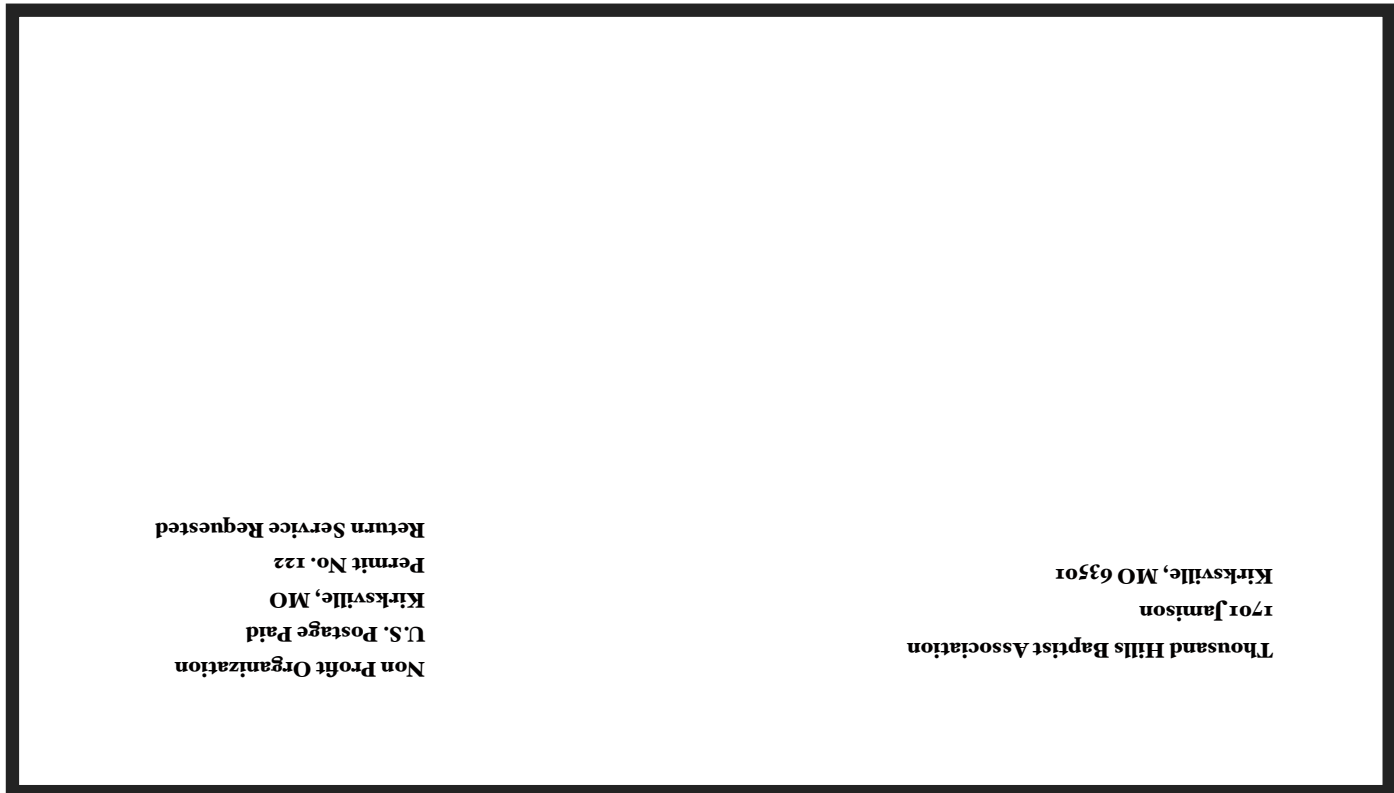 Thousand Hills Baptist Association
1701 Jamison
Kirksville, MO 63501
Non Profit Organization
U.S. Postage Paid
Kirksville, MO
Permit No. 122
Return Service Requested